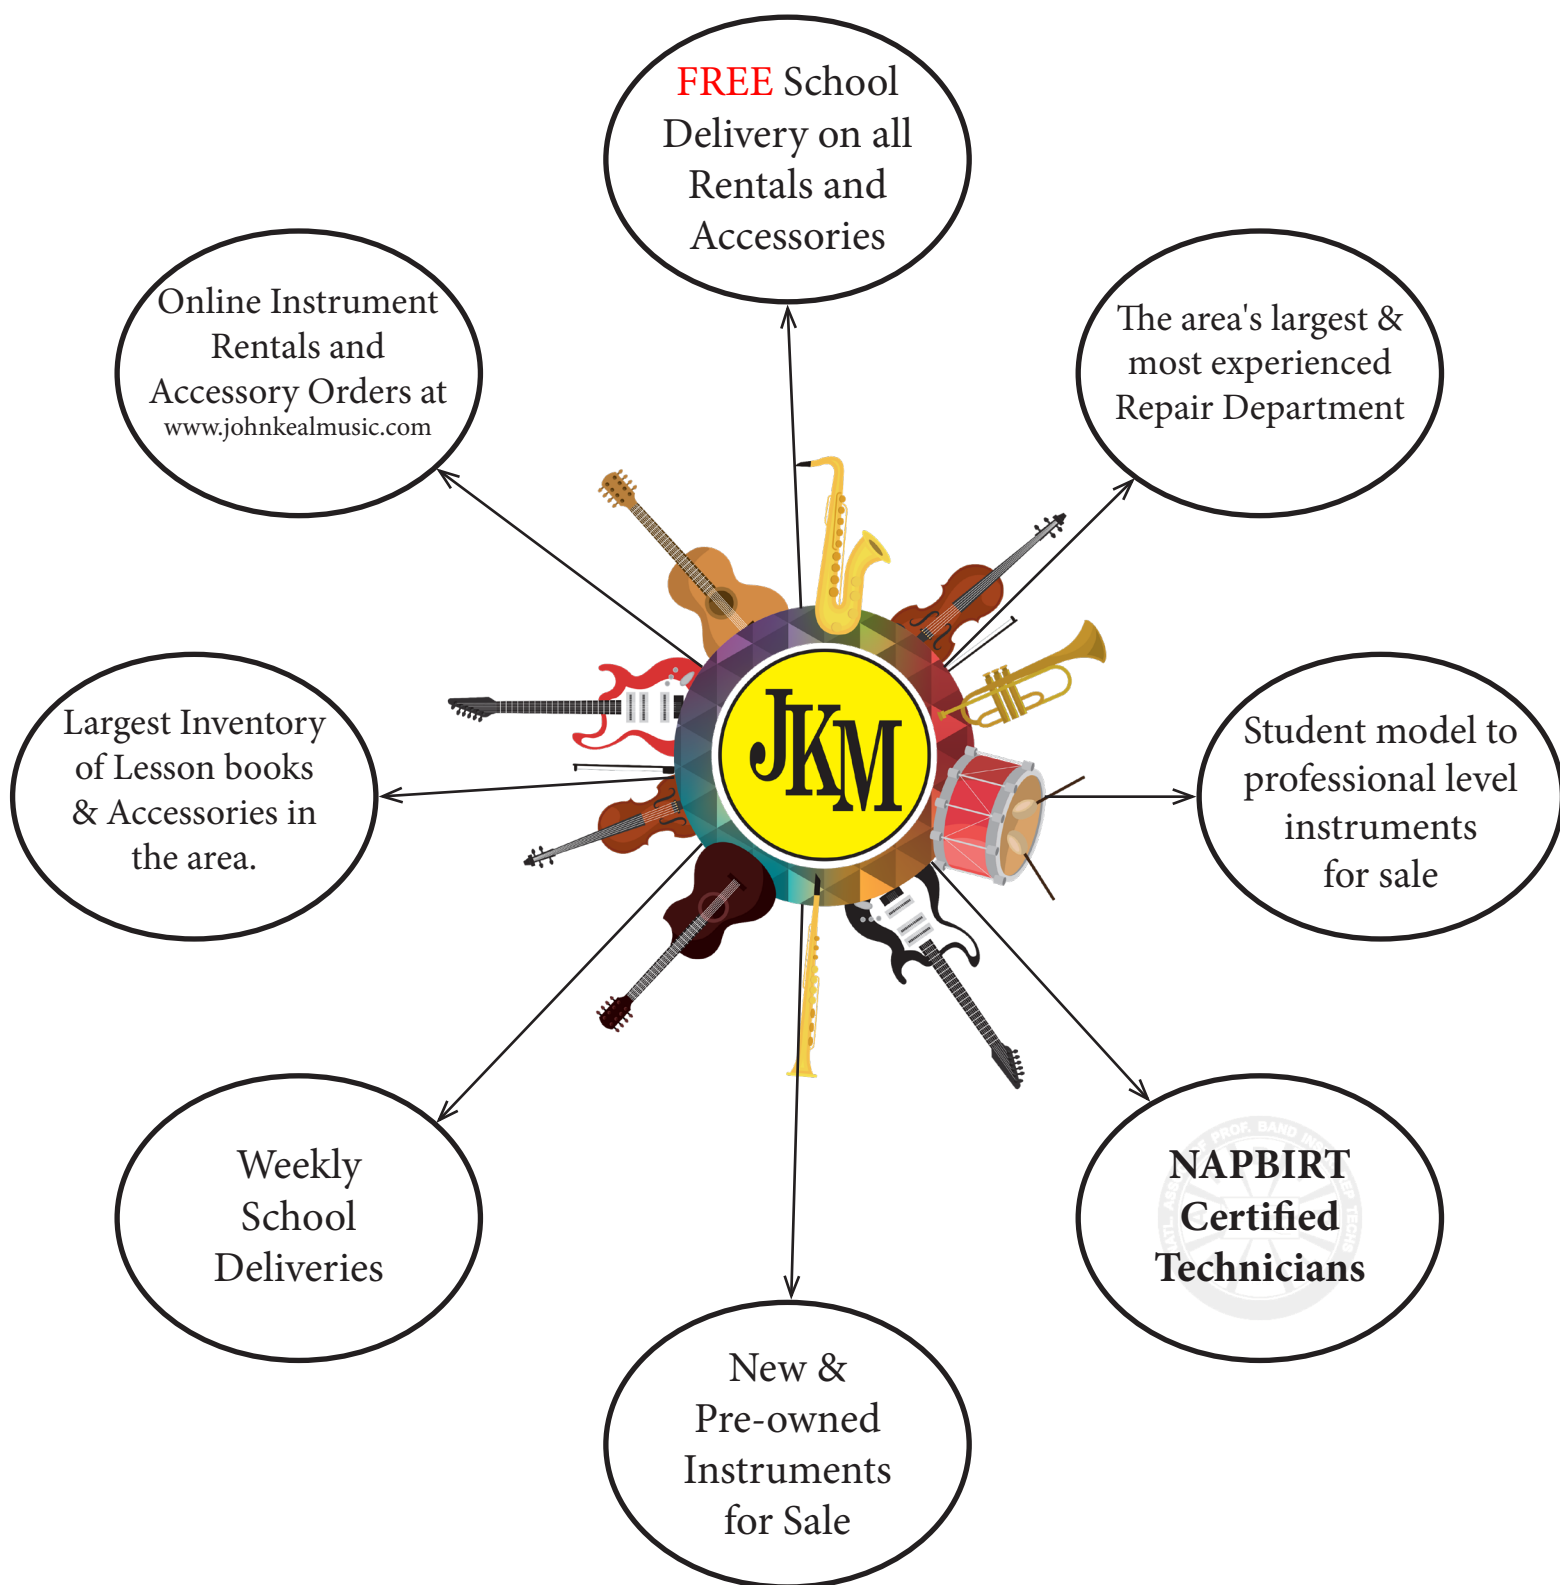 FREE School
Delivery on all
Rentals and
Accessories
Online Instrument
Rentals and
Accessory Orders at
www.johnkealmusic.com
The area's largest &
most experienced
Repair Department
Largest Inventory
of Lesson books
& Accessories in
the area.
JKM
Student model to
professional level
instruments
for sale
Weekly
School
Deliveries
NAPBIRT
Certified
Technicians
New &
Pre-owned
Instruments
for Sale